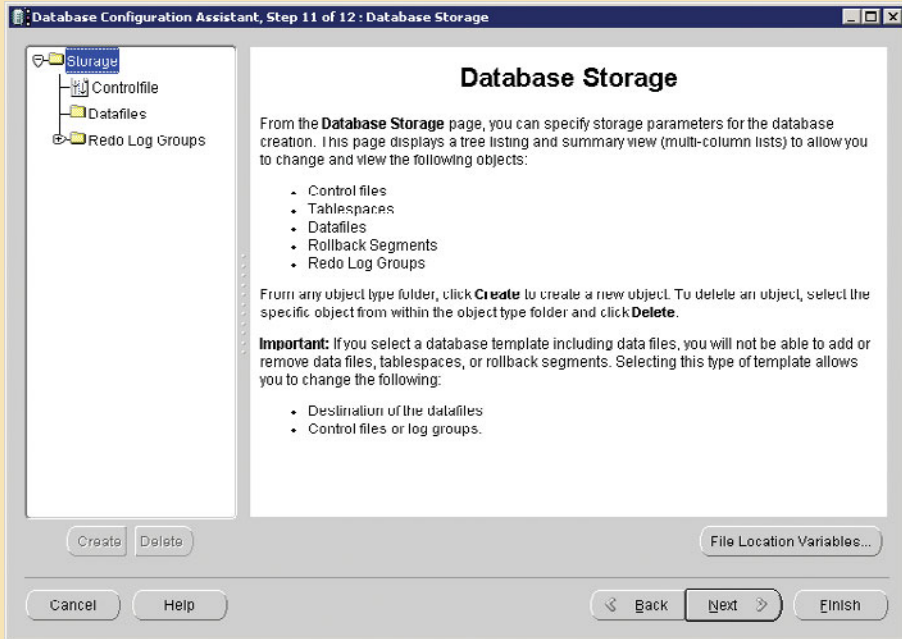 Database Configuration Assistant, Step 11 of 12 : Database Storage
Storage
Controlfile
Datafiles
Redo Log Groups
Database Storage
From the Database Storage page, you can specify storage parameters for the database
creation. This page displays a tree listing and summary view (multi-column lists) to allow you
to change and view the following objects:
• Control files
• Tablespaces
• Datafiles
• Rollback Segments
• Redo Log Groups
From any object type folder, click Create to create a new object. To delete an object, select the
specific object from within the object type folder and click Delete.
Important: If you select a database template including data files, you will not be able to add or
remove data files, tablespaces, or rollback segments. Selecting this type of template allows
you to change the following:
• Destination of the datafiles
• Control files or log groups.
Create Delete
File Location Variables...
Cancel Help Back Next Finish